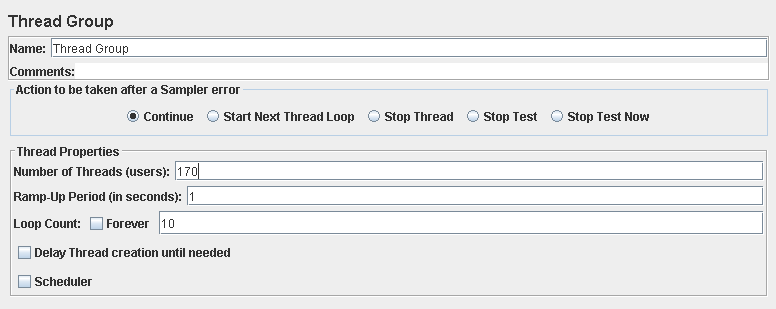 Thread Group
Name: Thread Group
Comments:
Action to be taken after a Sampler error
Continue Start Next Thread Loop Stop Thread Stop Test Stop Test Now
Thread Properties
Number of Threads (users): 170
Ramp-Up Period (in seconds): 1
Loop Count: Forever 10
Delay Thread creation until needed
Scheduler